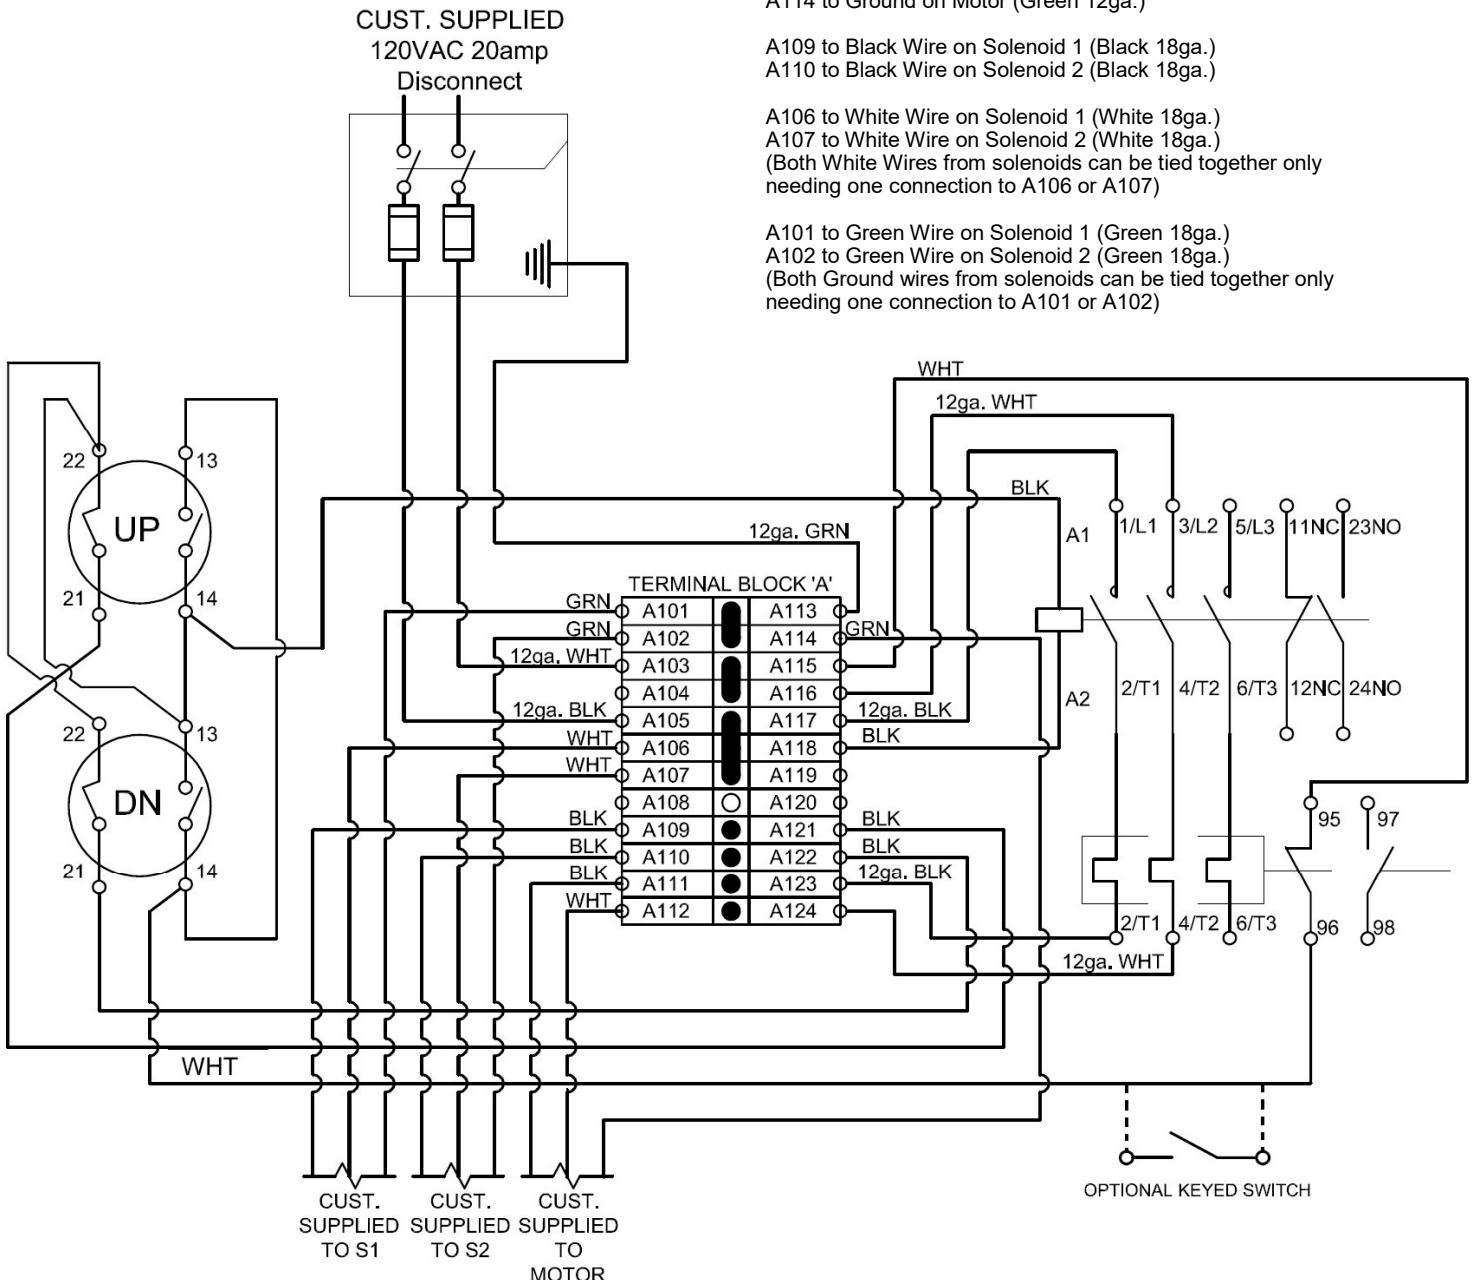 CUST. SUPPLIED
120VAC 20amp
Disconnect
A114 to Ground on Motor (Green 12ga.)
A109 to Black Wire on Solenoid 1 (Black 18ga.)
A110 to Black Wire on Solenoid 2 (Black 18ga.)
A106 to White Wire on Solenoid 1 (White 18ga.)
A107 to White Wire on Solenoid 2 (White 18ga.)
(Both White Wires from solenoids can be tied together only
needing one connection to A106 or A107)
A101 to Green Wire on Solenoid 1 (Green 18ga.)
A102 to Green Wire on Solenoid 2 (Green 18ga.)
(Both Ground wires from solenoids can be tied together only
needing one connection to A101 or A102)
WHT
12ga. WHT
BLK
12ga. GRN
22
13
UP
21
14
22
13
DN
21
14
TERMINAL BLOCK 'A'
GRN A101 A113
GRN A102 A114 GRN
12ga. WHT A103 A115
A104 A116
12ga. BLK A105 A117 12ga. BLK
WHT A106 A118 BLK
WHT A107 A119
A108 A120
BLK A109 A121 BLK
BLK A110 A122 BLK
BLK A111 A123 12ga. BLK
WHT A112 A124
A1
1/L1 3/L2 5/L3 11NC 23NO
A2
2/T1 4/T2 6/T3 12NC 24NO
95 97
2/T1 4/T2 6/T3 96 98
12ga. WHT
WHT
OPTIONAL KEYED SWITCH
CUST.
SUPPLIED
TO S1
CUST.
SUPPLIED
TO S2
CUST.
SUPPLIED
TO
MOTOR